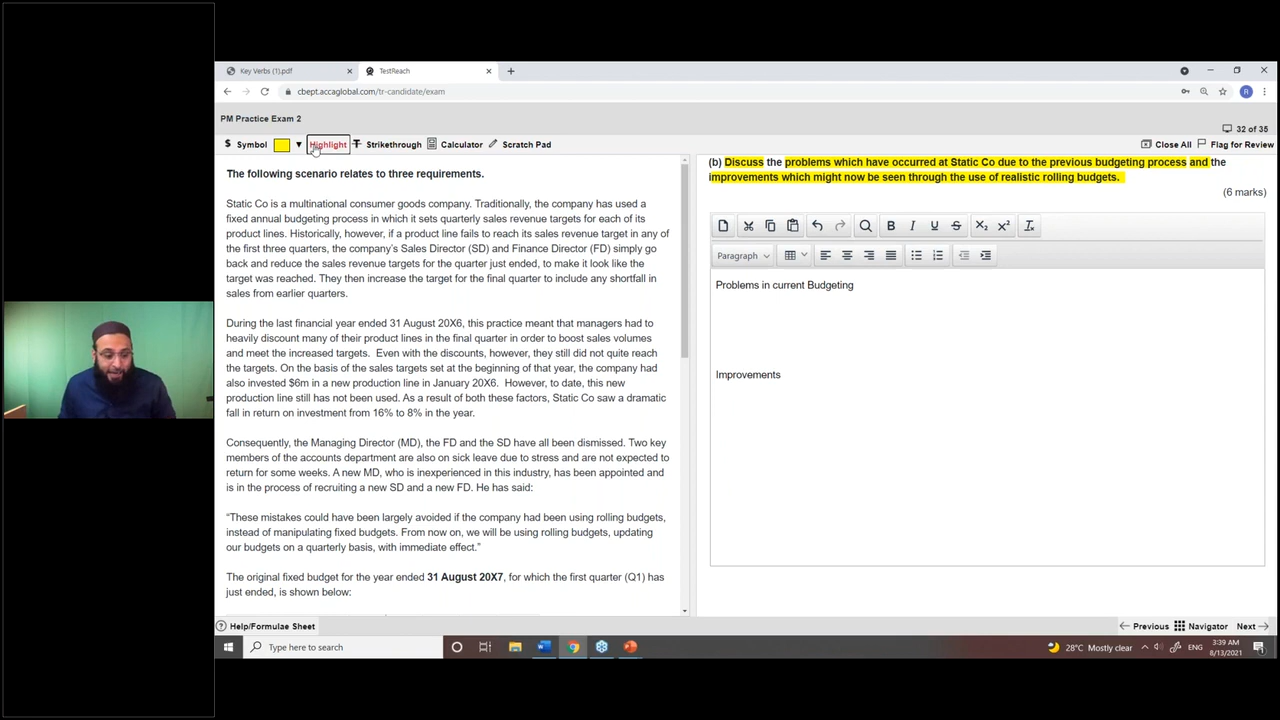 Key Verbs (1).pdf
TestReach
cbept.accaglobal.com/tr-candidate/exam
R
PM Practice Exam 2
32 of 35
$ Symbol Highlight Strikethrough Calculator Scratch Pad
Close All Flag for Review
The following scenario relates to three requirements.
Static Co is a multinational consumer goods company. Traditionally, the company has used a
fixed annual budgeting process in which it sets quarterly sales revenue targets for each of its
product lines. Historically, however, if a product line fails to reach its sales revenue target in any of
the first three quarters, the company's Sales Director (SD) and Finance Director (FD) simply go
back and reduce the sales revenue targets for the quarter just ended, to make it look like the
target was reached. They then increase the target for the final quarter to include any shortfall in
sales from earlier quarters.
During the last financial year ended 31 August 20X6, this practice meant that managers had to
heavily discount many of their product lines in the final quarter in order to boost sales volumes
and meet the increased targets. Even with the discounts, however, they still did not quite reach
the targets. On the basis of the sales targets set at the beginning of that year, the company had
also invested $6m in a new production line in January 20X6. However, to date, this new
production line still has not been used. As a result of both these factors, Static Co saw a dramatic
fall in return on investment from 16% to 8% in the year.
Consequently, the Managing Director (MD), the FD and the SD have all been dismissed. Two key
members of the accounts department are also on sick leave due to stress and are not expected to
return for some weeks. A new MD, who is inexperienced in this industry, has been appointed and
is in the process of recruiting a new SD and a new FD. He has said:
“These mistakes could have been largely avoided if the company had been using rolling budgets,
instead of manipulating fixed budgets. From now on, we will be using rolling budgets, updating
our budgets on a quarterly basis, with immediate effect.”
The original fixed budget for the year ended 31 August 20X7, for which the first quarter (Q1) has
just ended, is shown below:
(b) Discuss the problems which have occurred at Static Co due to the previous budgeting process and the
improvements which might now be seen through the use of realistic rolling budgets.
(6 marks)
B I U S X2 X2 Ix
Paragraph
Problems in current Budgeting
Improvements
Help/Formulae Sheet
Previous Navigator Next
Type here to search
28°C Mostly clear ENG
3:39 AM
8/13/2021